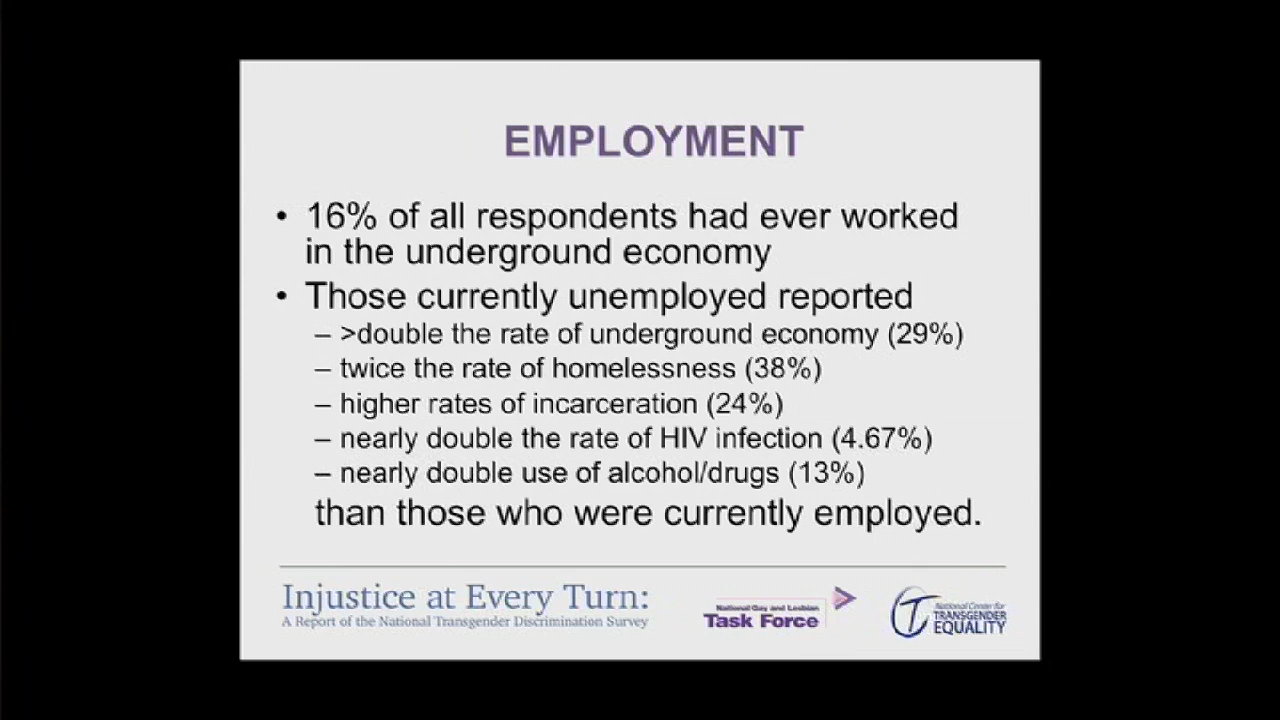 EMPLOYMENT
• 16% of all respondents had ever worked
in the underground economy
• Those currently unemployed reported
– >double the rate of underground economy (29%)
– twice the rate of homelessness (38%)
– higher rates of incarceration (24%)
– nearly double the rate of HIV infection (4.67%)
– nearly double use of alcohol/drugs (13%)
than those who were currently employed.
Injustice at Every Turn:
A Report of the National Transgender Discrimination Survey
National Gay and Lesbian
Task Force
National Center for
TRANSGENDER
EQUALITY